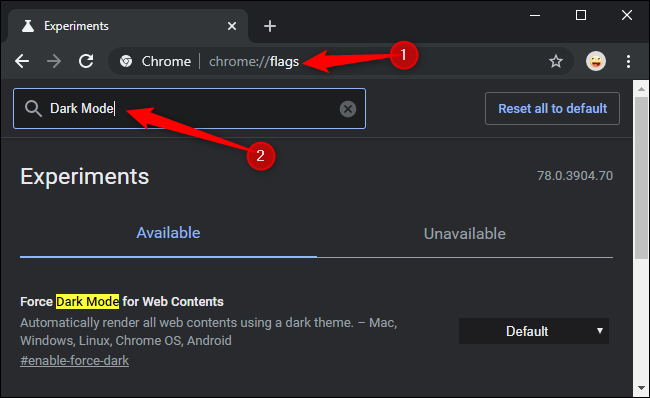 Experiments
Chrome chrome://flags
1
Dark Mode
Reset all to default
2
Experiments
78.0.3904.70
Available Unavailable
Force Dark Mode for Web Contents
Automatically render all web contents using a dark theme. – Mac,
Windows, Linux, Chrome OS, Android
Default
#enable-force-dark